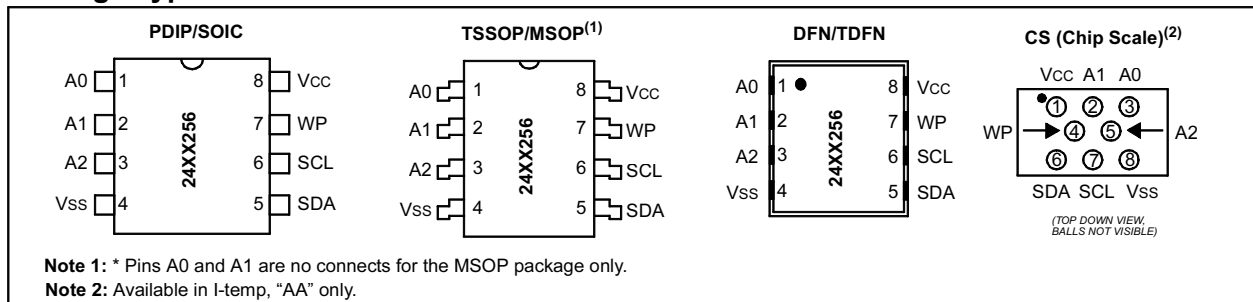 PDIP/SOIC
A0 1 8 VCC
A1 2 7 WP
A2 3 6 SCL
VSS 4 5 SDA
24XX256
TSSOP/MSOP(1)
A0 1 8 VCC
A1 2 7 WP
A2 3 6 SCL
VSS 4 5 SDA
24XX256
DFN/TDFN
A0 1 8 VCC
A1 2 7 WP
A2 3 6 SCL
VSS 4 5 SDA
24XX256
CS (Chip Scale)(2)
VCC A1 A0
1 2 3
WP 4 5 A2
6 7 8
SDA SCL VSS
(TOP DOWN VIEW,
BALLS NOT VISIBLE)
Note 1: * Pins A0 and A1 are no connects for the MSOP package only.
Note 2: Available in I-temp, “AA” only.